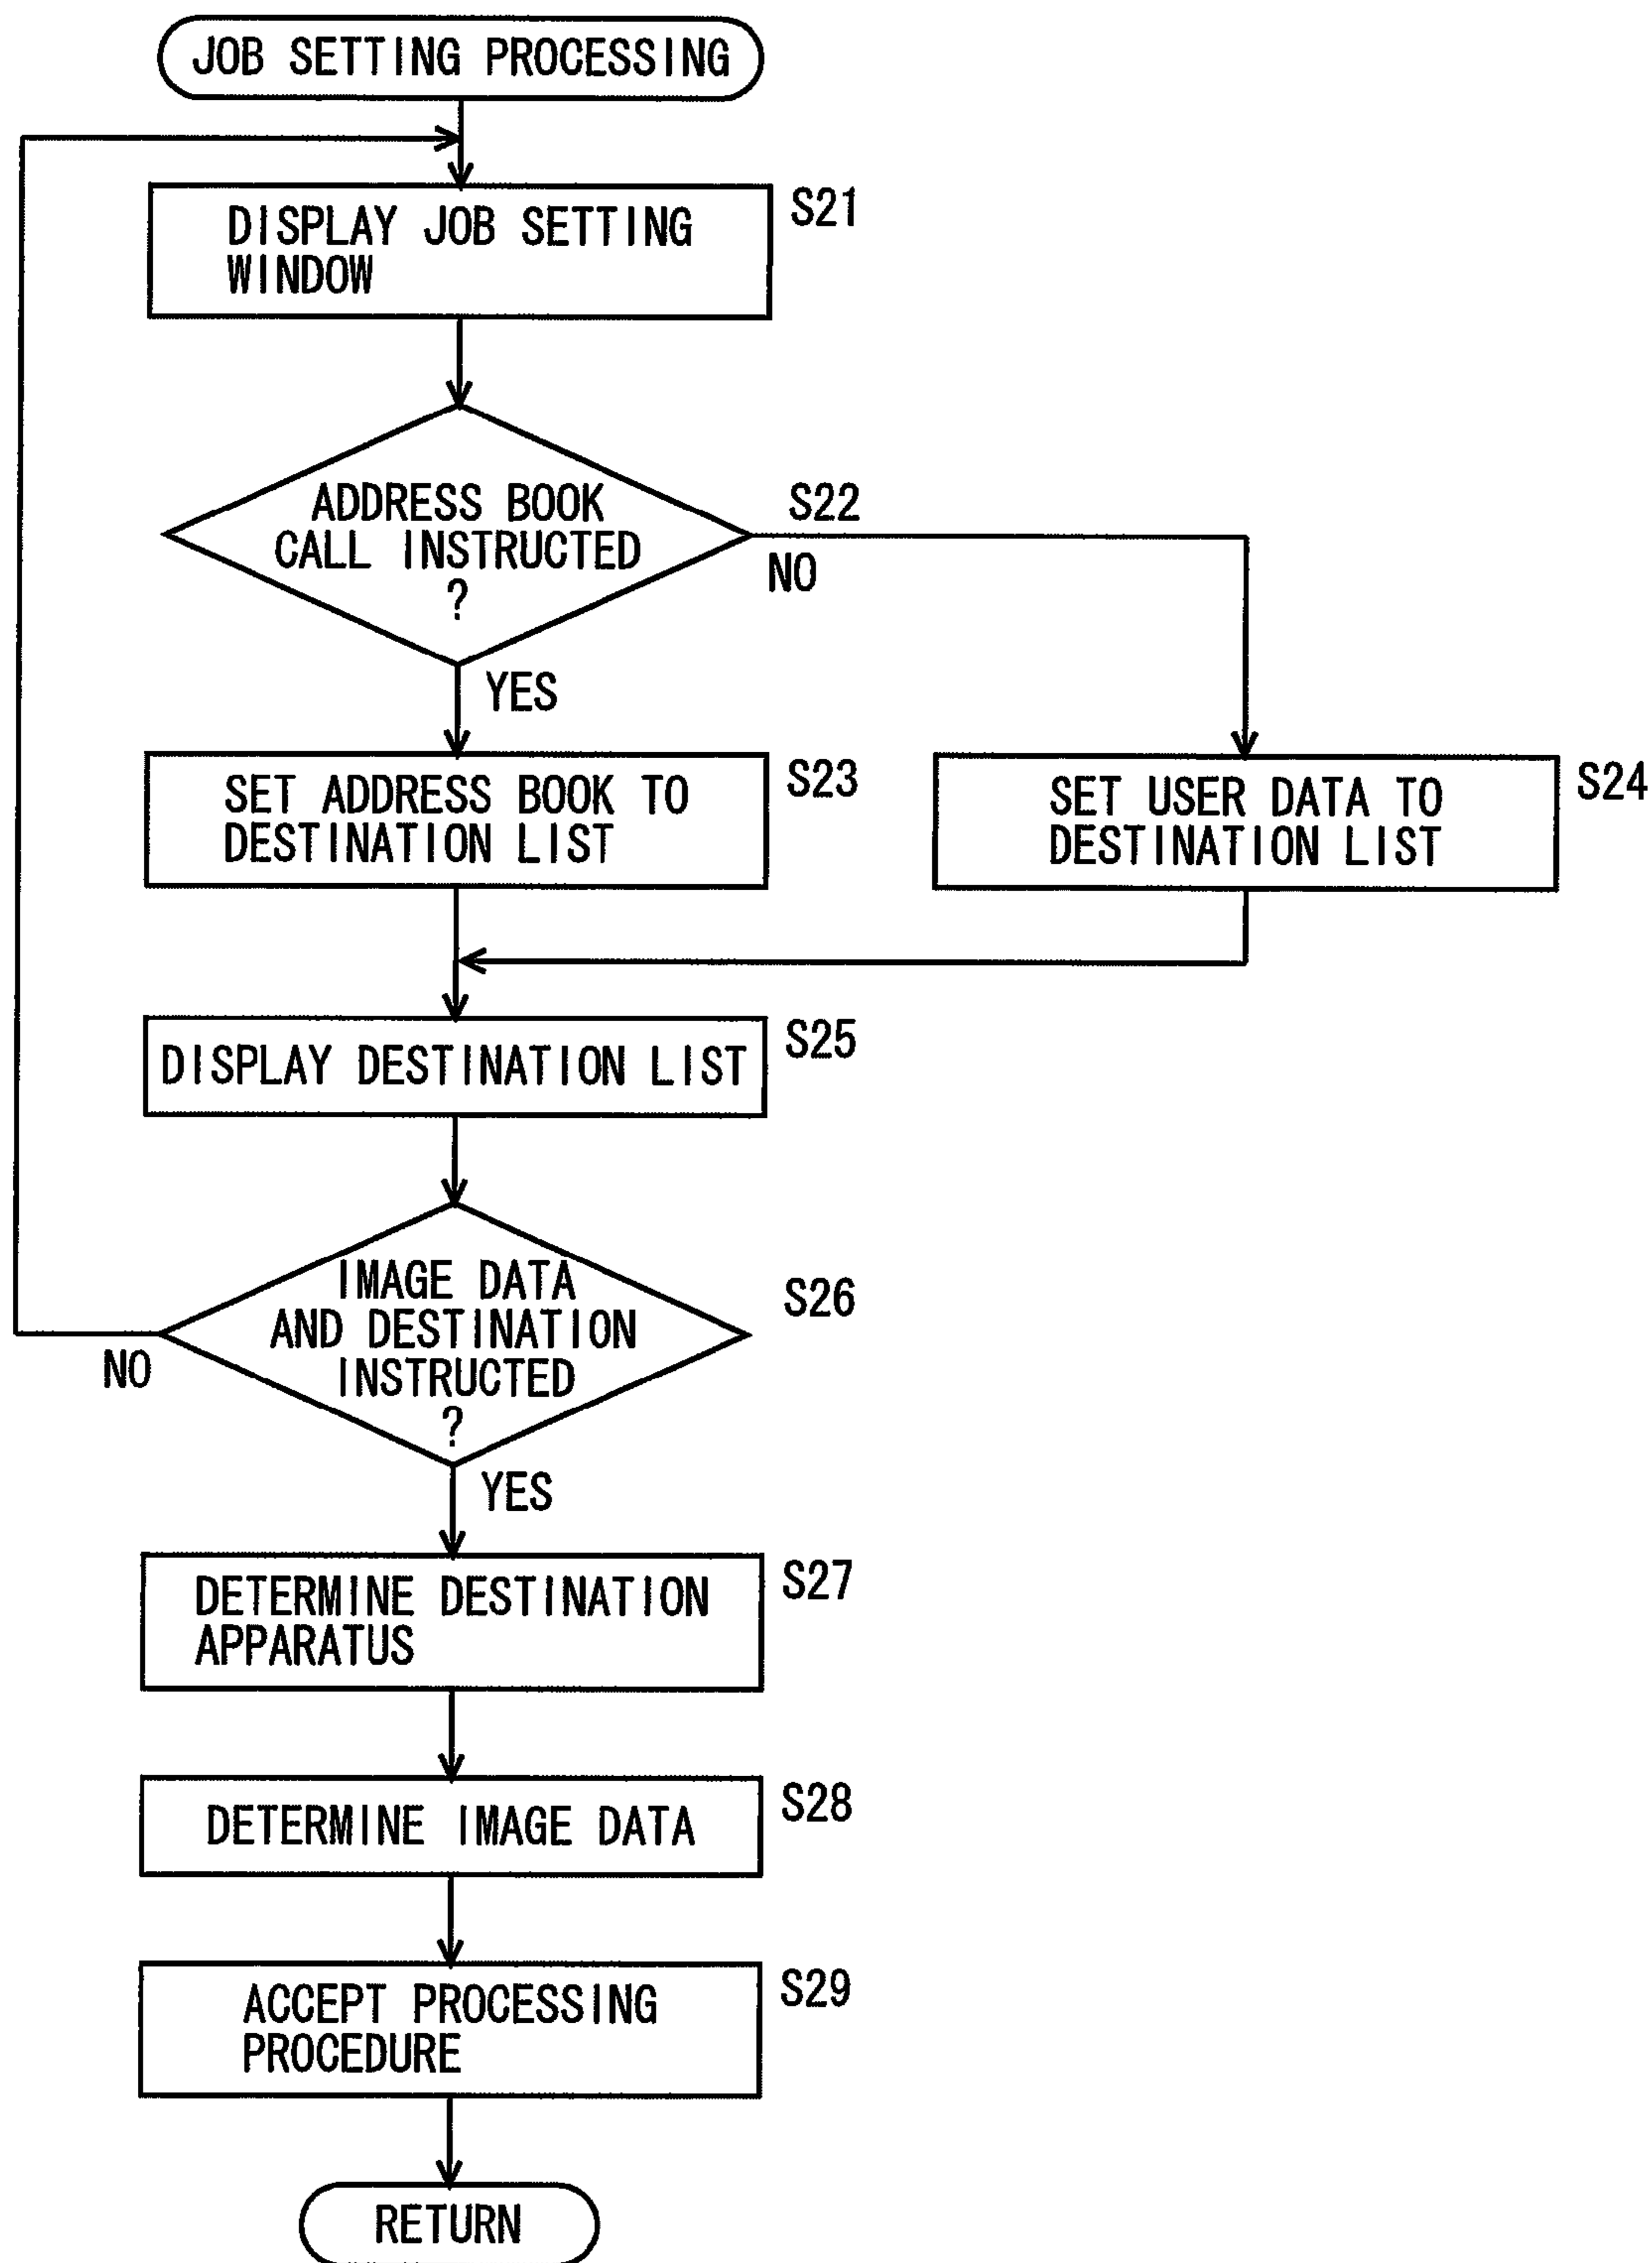 JOB SETTING PROCESSING
S21
DISPLAY JOB SETTING
WINDOW
S22
ADDRESS BOOK
CALL INSTRUCTED
?
NO
YES
S23
SET ADDRESS BOOK TO
DESTINATION LIST
S24
SET USER DATA TO
DESTINATION LIST
S25
DISPLAY DESTINATION LIST
S26
IMAGE DATA
AND DESTINATION
INSTRUCTED
?
NO
YES
S27
DETERMINE DESTINATION
APPARATUS
S28
DETERMINE IMAGE DATA
S29
ACCEPT PROCESSING
PROCEDURE
RETURN